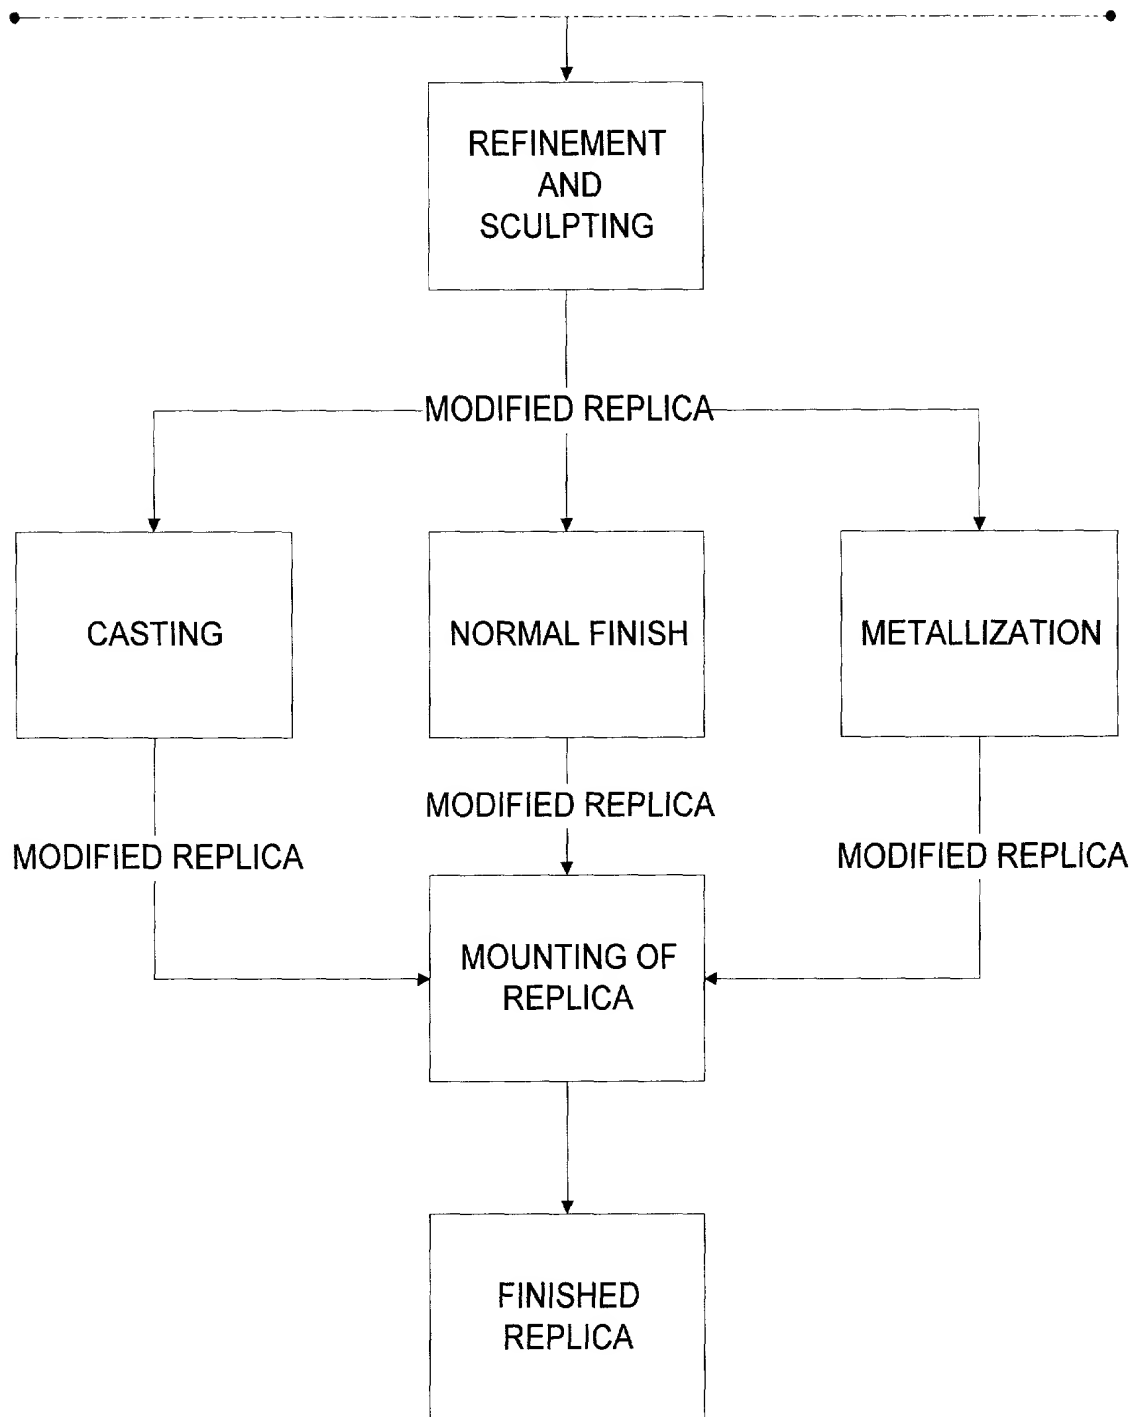 REFINEMENT
AND
SCULPTING
MODIFIED REPLICA
CASTING
NORMAL FINISH
METALLIZATION
MODIFIED REPLICA
MODIFIED REPLICA
MODIFIED REPLICA
MOUNTING OF
REPLICA
FINISHED
REPLICA